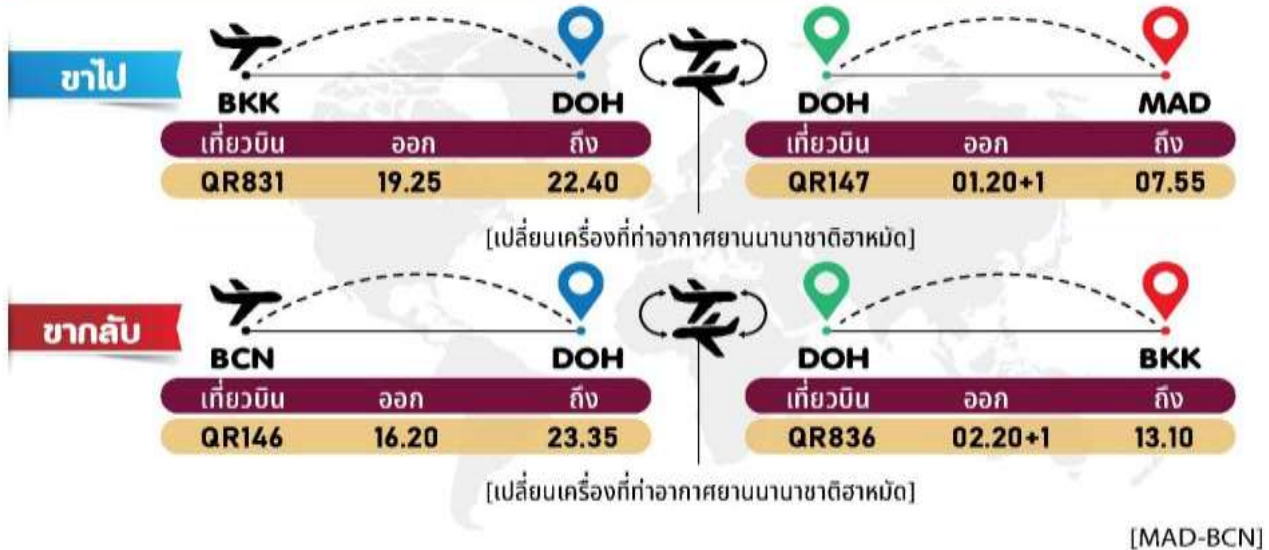 ขาไป
BKK DOH DOH MAD
เที่ยวบิน ออก ถึง เที่ยวบิน ออก ถึง
QR831 19.25 22.40 QR147 01.20+1 07.55
[เปลี่ยนเครื่องที่ท่าอากาศยานนานาชาติฮาหมัด]
ขากลับ
BCN DOH DOH BKK
เที่ยวบิน ออก ถึง เที่ยวบิน ออก ถึง
QR146 16.20 23.35 QR836 02.20+1 13.10
[เปลี่ยนเครื่องที่ท่าอากาศยานนานาชาติฮาหมัด]
[MAD-BCN]